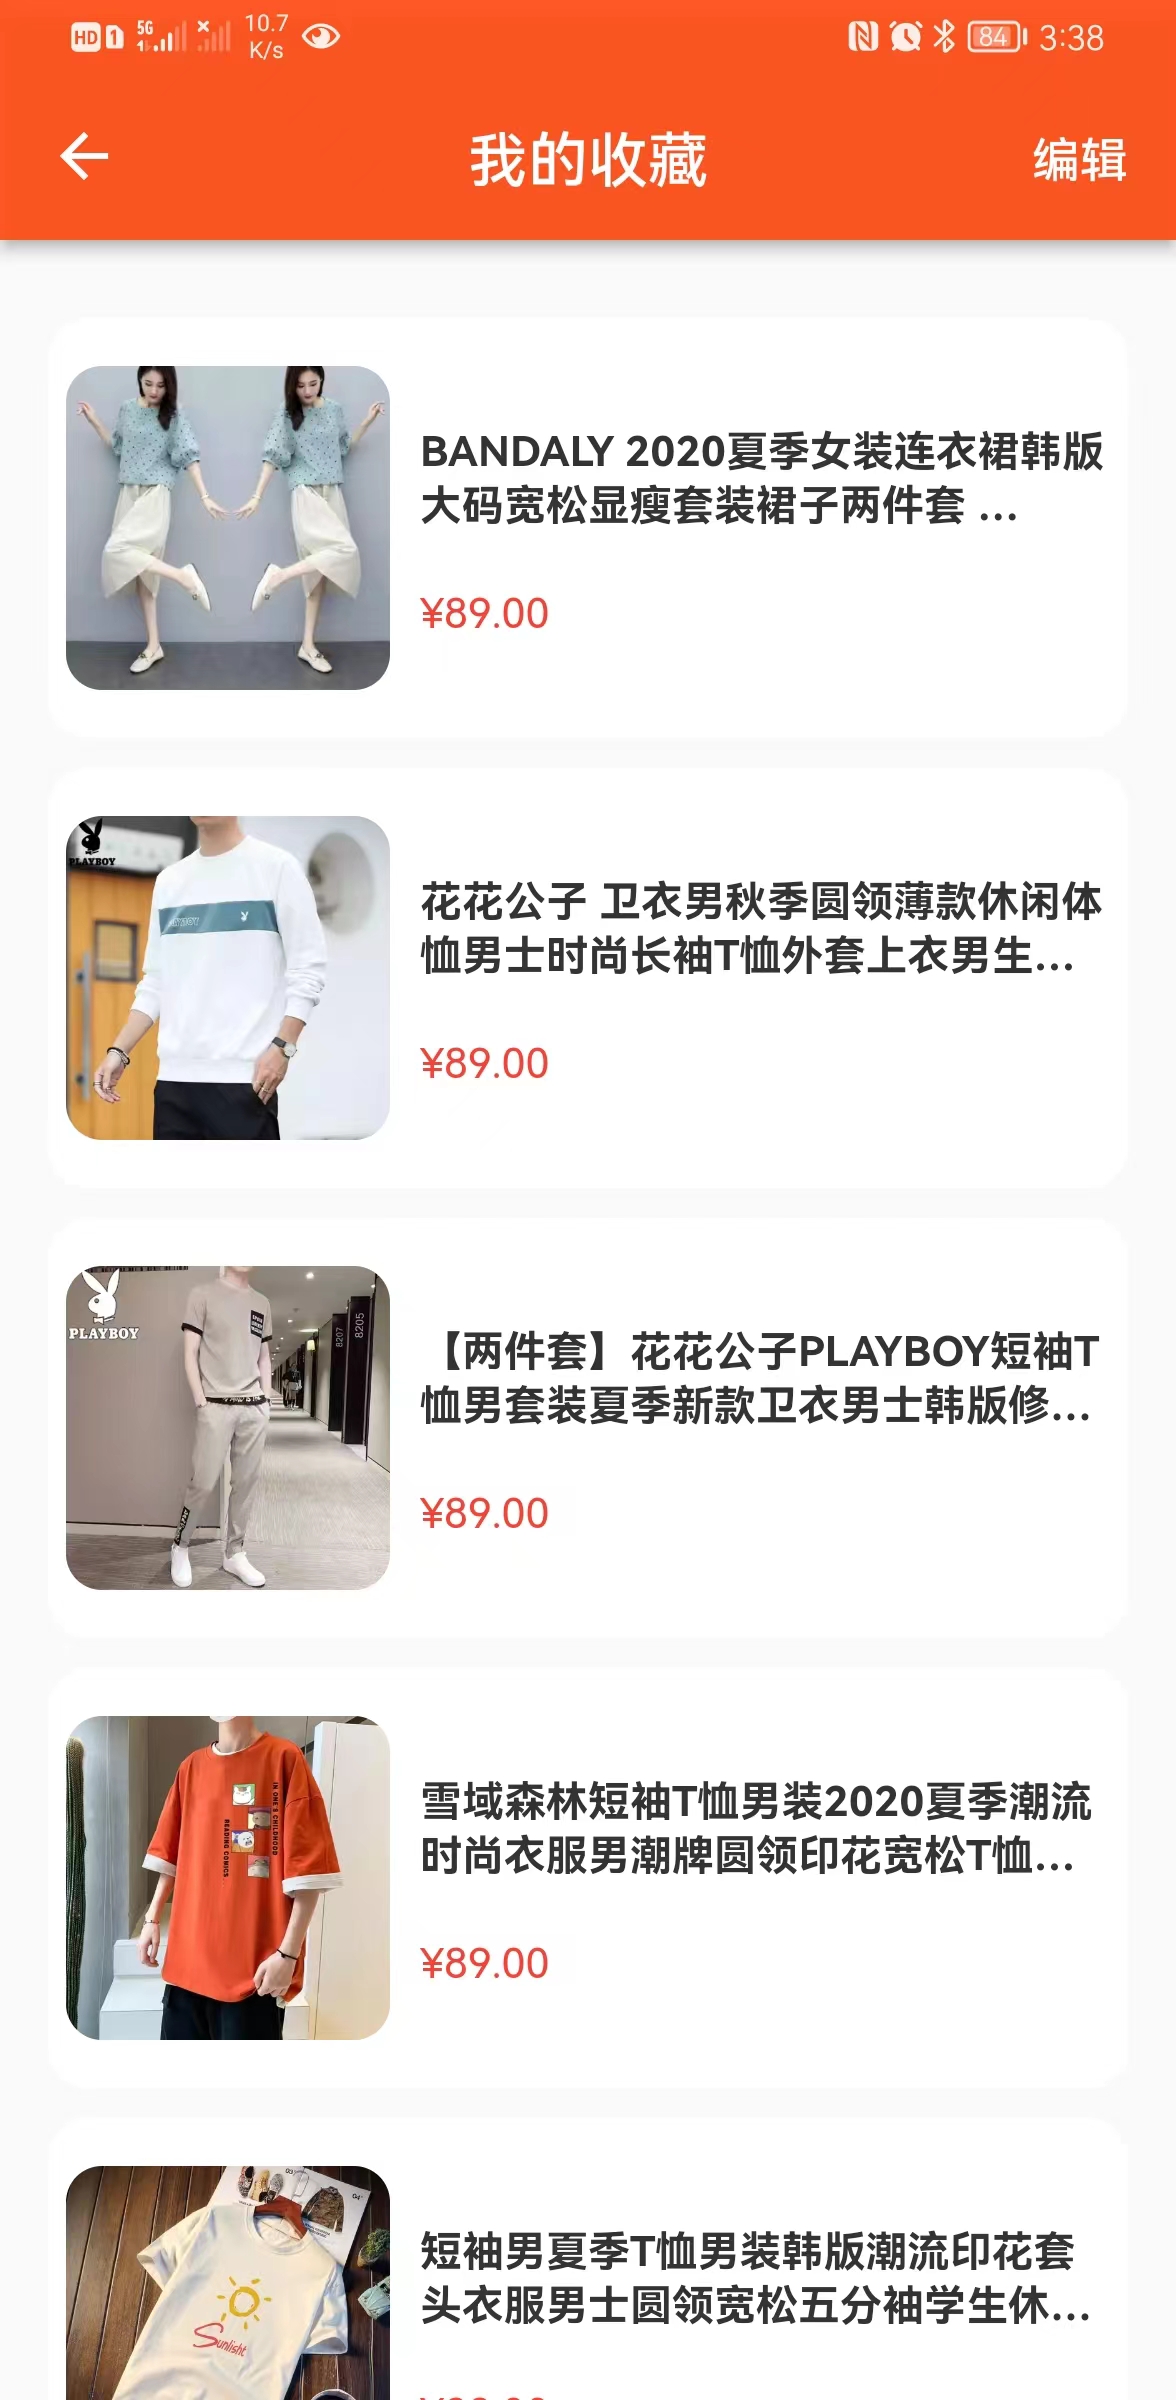 HD 1 5G 10.7 K/s 84 3:38
我的收藏
编辑
BANDALY 2020夏季女装连衣裙韩版
大码宽松显瘦套装裙子两件套 ...
¥89.00
PLAYBOY
花花公子 卫衣男秋季圆领薄款休闲体
恤男士时尚长袖T恤外套上衣男生...
¥89.00
PLAYBOY
8207
8205
【两件套】花花公子PLAYBOY短袖T
恤男套装夏季新款卫衣男士韩版修...
¥89.00
IN ONE'S CHILDHOOD
READING COMICS
雪域森林短袖T恤男装2020夏季潮流
时尚衣服男潮牌圆领印花宽松T恤...
¥89.00
03
04
Sunlisht
短袖男夏季T恤男装韩版潮流印花套
头衣服男士圆领宽松五分袖学生休...